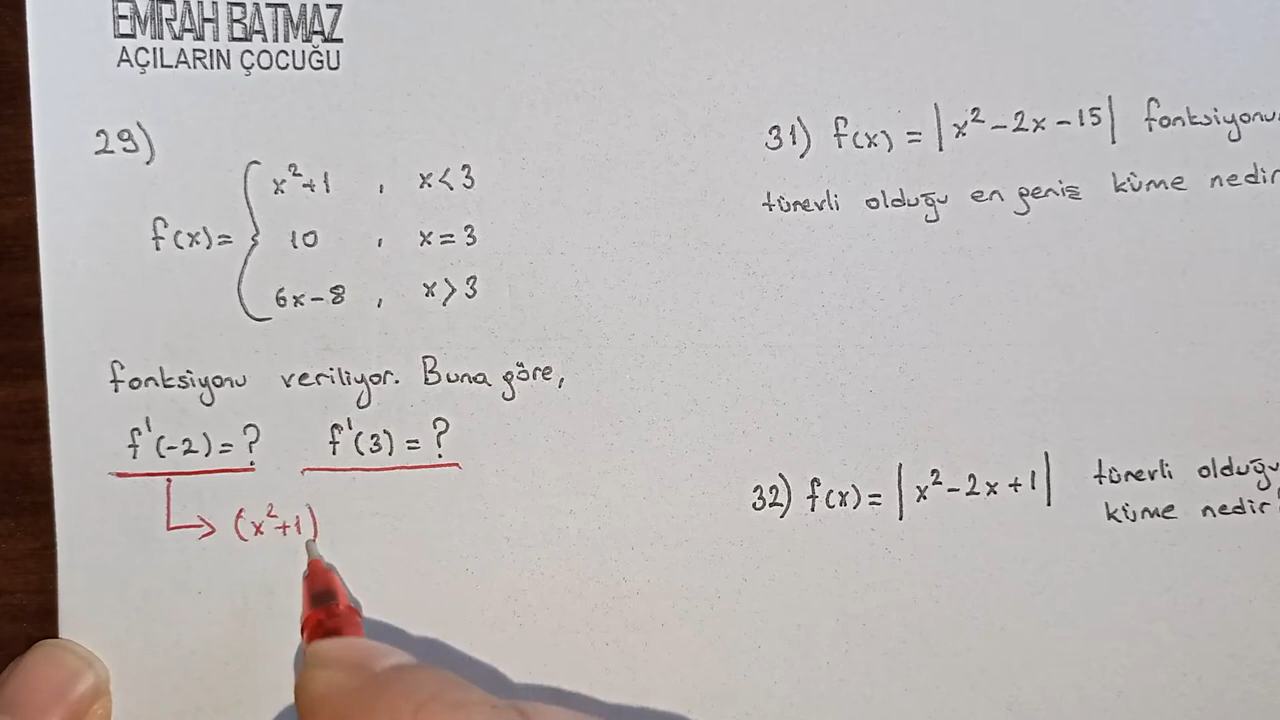 EMRAH BATMAZ
AÇILARIN ÇOCUĞU
29)
f(x)= { x²+1 , x<3
10 , x=3
6x-8 , x>3
fonksiyonu veriliyor. Buna göre,
f'(-2)=? f'(3)=?
→ (x²+1)
31) f(x) = |x²-2x-15| fonksiyonu
türevli olduğu en geniş küme nedir
32) f(x) = |x²-2x+1| türevli olduğu
küme nedir